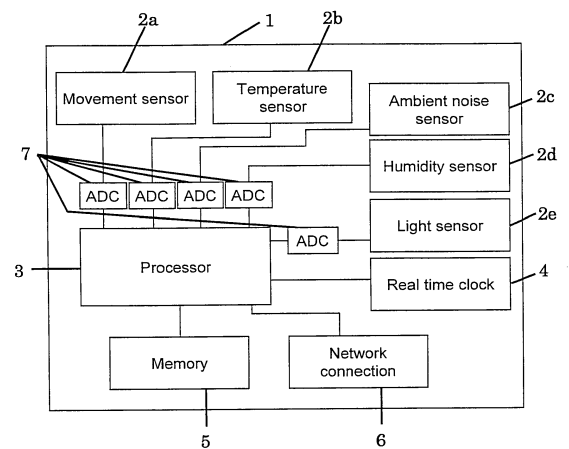 2a
1
2b
Movement sensor
Temperature
sensor
Ambient noise
sensor
2c
7
Humidity sensor
2d
ADC
ADC
ADC
ADC
Light sensor
2e
ADC
3
Processor
Real time clock
4
Memory
Network
connection
5
6